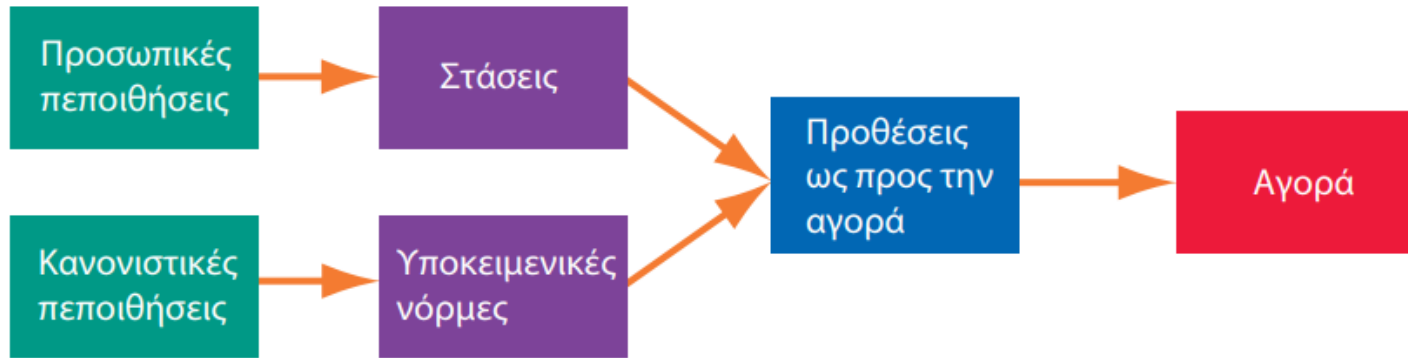 Προσωπικές
πεποιθήσεις
Στάσεις
Κανονιστικές
πεποιθήσεις
Υποκειμενικές
νόρμες
Προθέσεις
ως προς την
αγορά
Αγορά